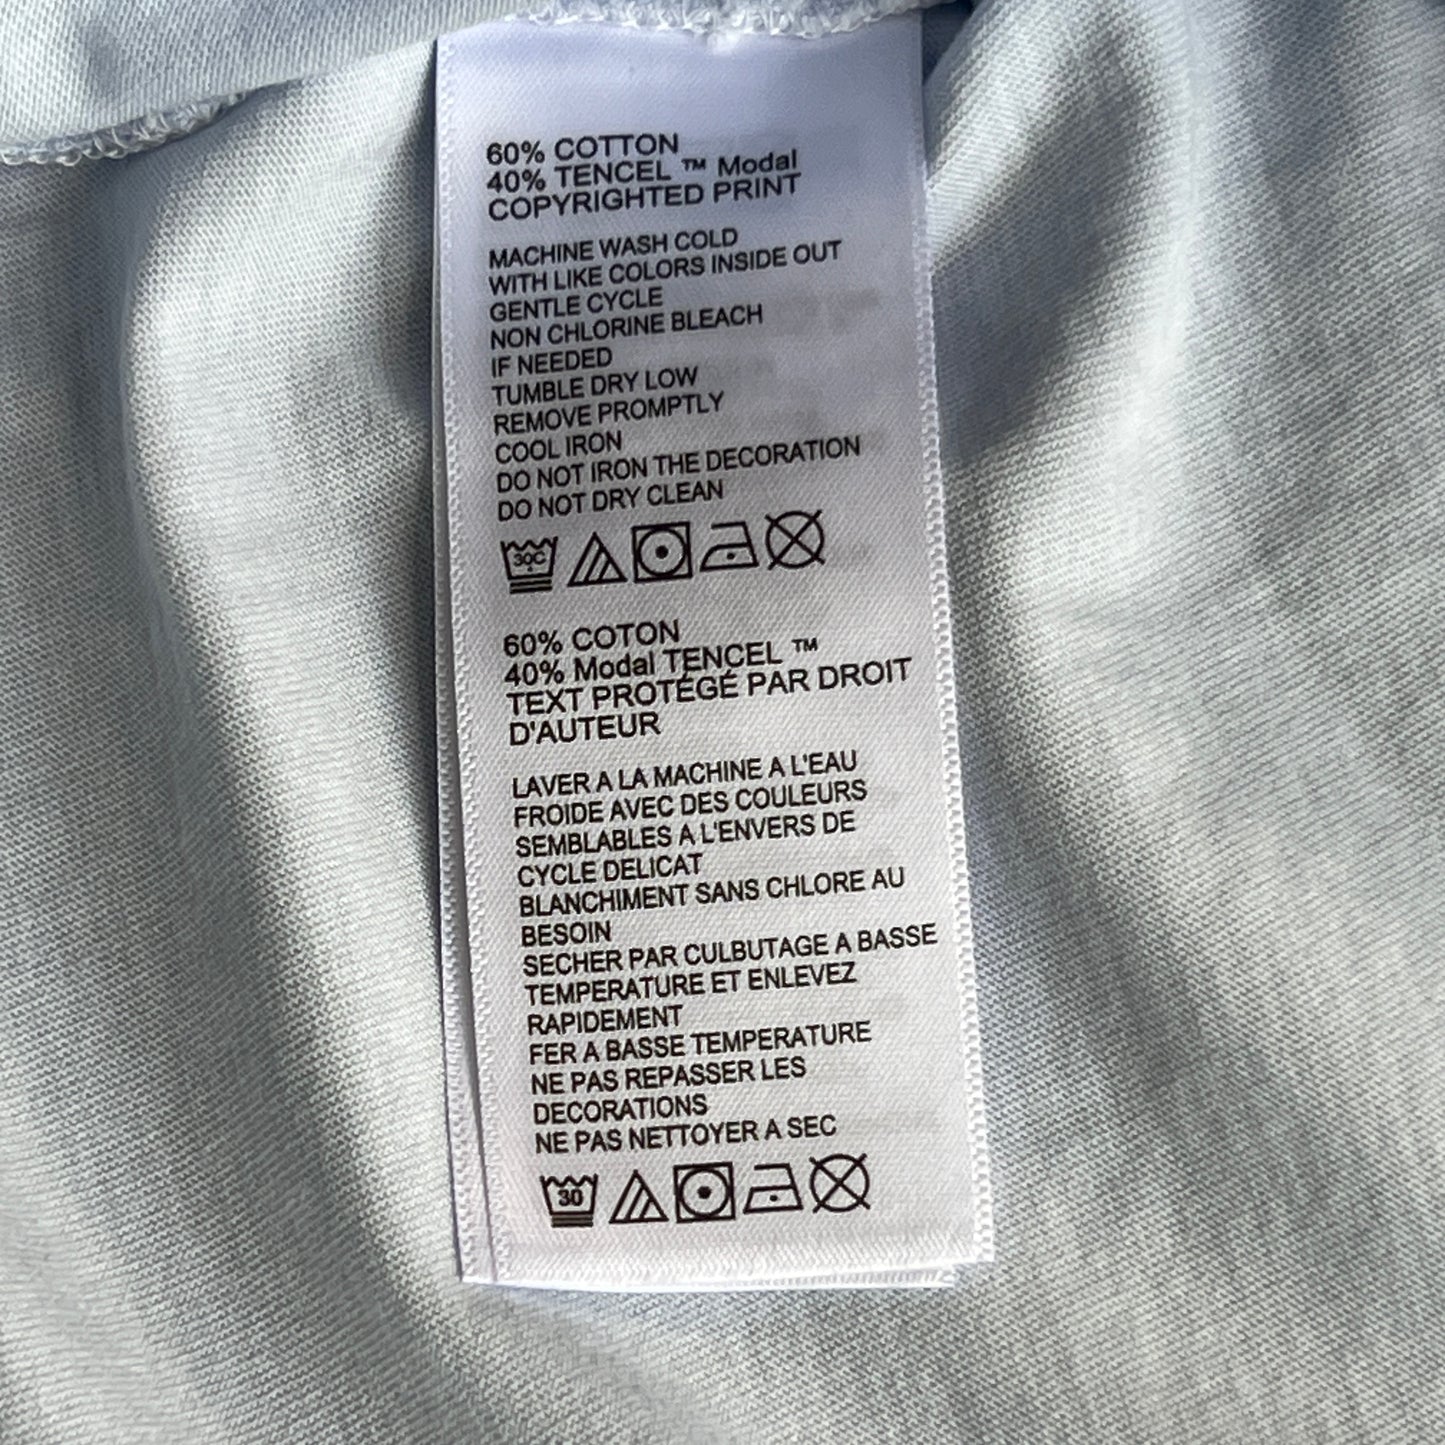 60% COTTON
40% TENCEL ™ Modal
COPYRIGHTED PRINT
MACHINE WASH COLD
WITH LIKE COLORS INSIDE OUT
GENTLE CYCLE
NON CHLORINE BLEACH
IF NEEDED
TUMBLE DRY LOW
REMOVE PROMPTLY
COOL IRON
DO NOT IRON THE DECORATION
DO NOT DRY CLEAN
30C
60% COTON
40% Modal TENCEL ™
TEXT PROTÉGÉ PAR DROIT
D'AUTEUR
LAVER A LA MACHINE A L'EAU
FROIDE AVEC DES COULEURS
SEMBLABLES A L'ENVERS DE
CYCLE DELICAT
BLANCHIMENT SANS CHLORE AU
BESOIN
SECHER PAR CULBUTAGE A BASSE
TEMPERATURE ET ENLEVEZ
RAPIDEMENT
FER A BASSE TEMPERATURE
NE PAS REPASSER LES
DECORATIONS
NE PAS NETTOYER A SEC
30